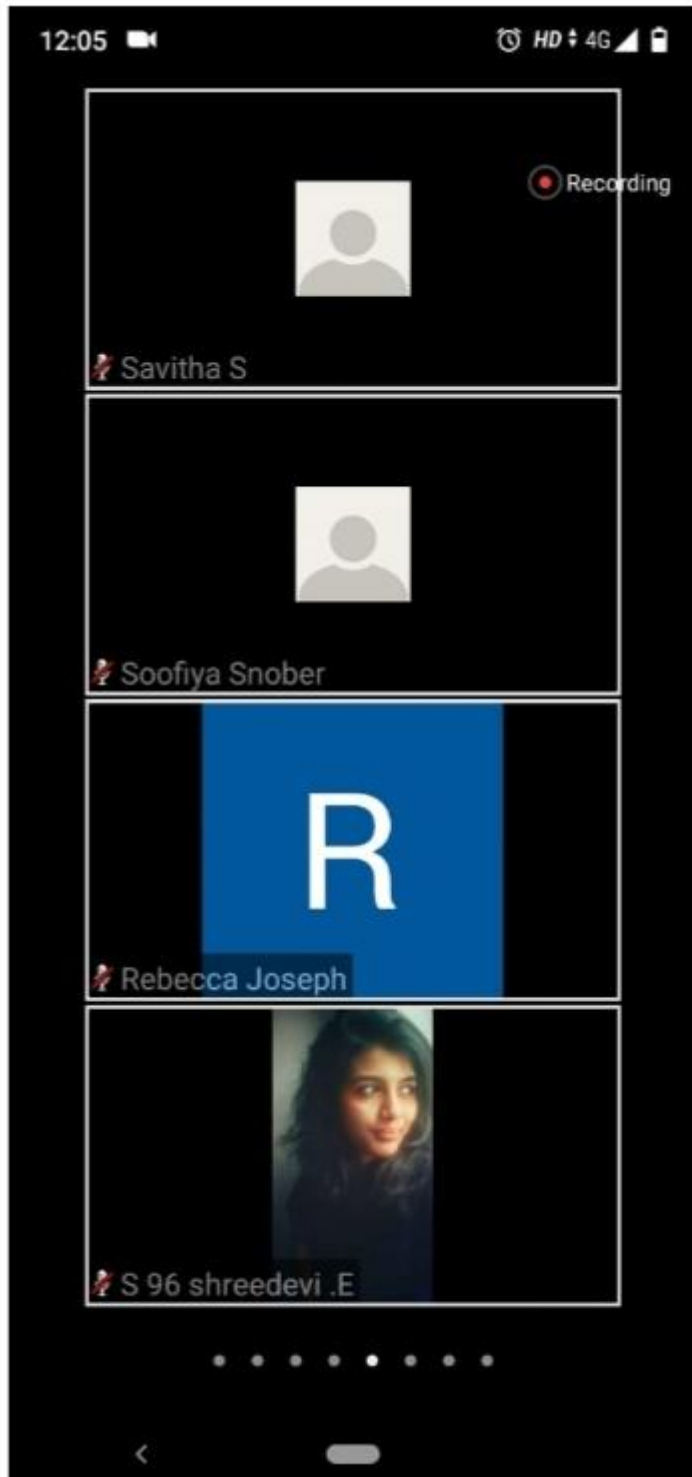 12:05 HD 4G
Recording
Savitha S
Soofiya Snober
R
Rebecca Joseph
S 96 shreedevi .E